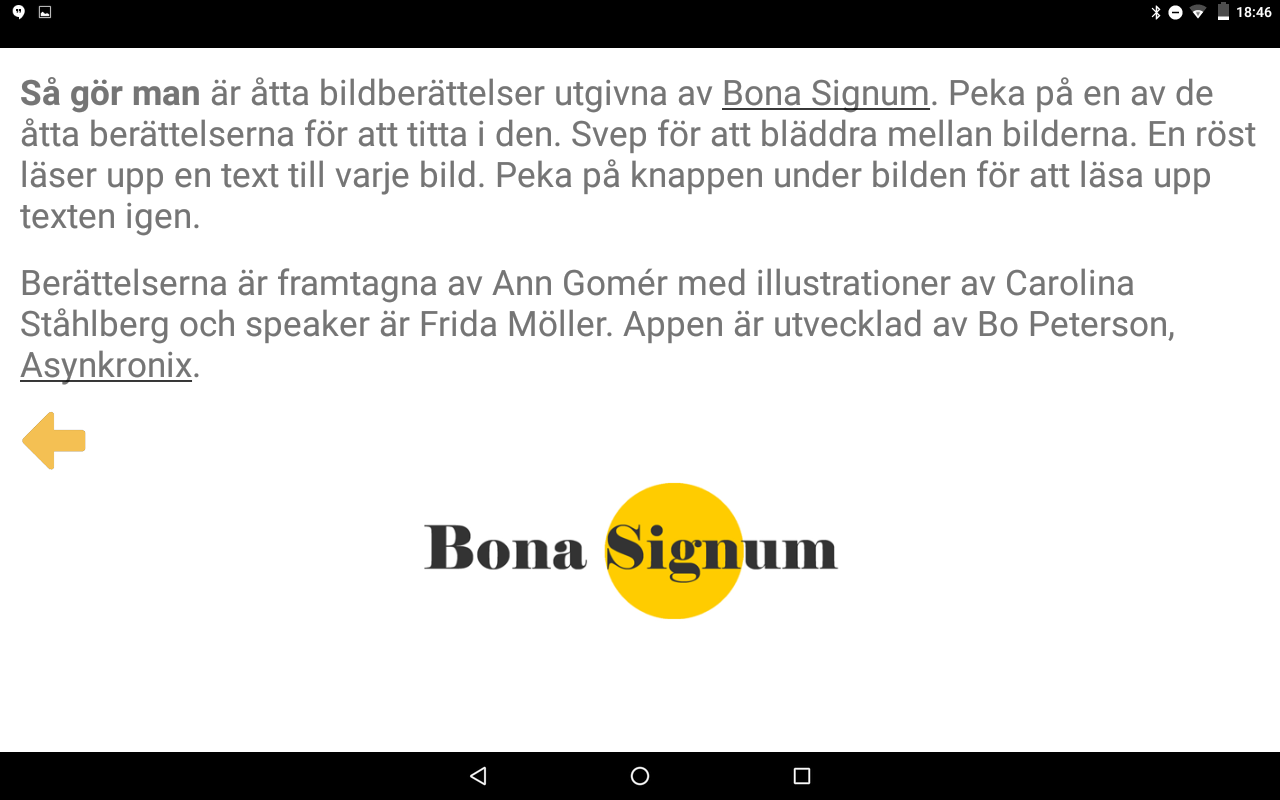 18:46
Så gör man är åtta bildberättelser utgivna av Bona Signum. Peka på en av de
åtta berättelserna för att titta i den. Svep för att bläddra mellan bilderna. En röst
läser upp en text till varje bild. Peka på knappen under bilden för att läsa upp
texten igen.
Berättelserna är framtagna av Ann Gomér med illustrationer av Carolina
Ståhlberg och speaker är Frida Möller. Appen är utvecklad av Bo Peterson,
Asynkronix.
Bona Signum